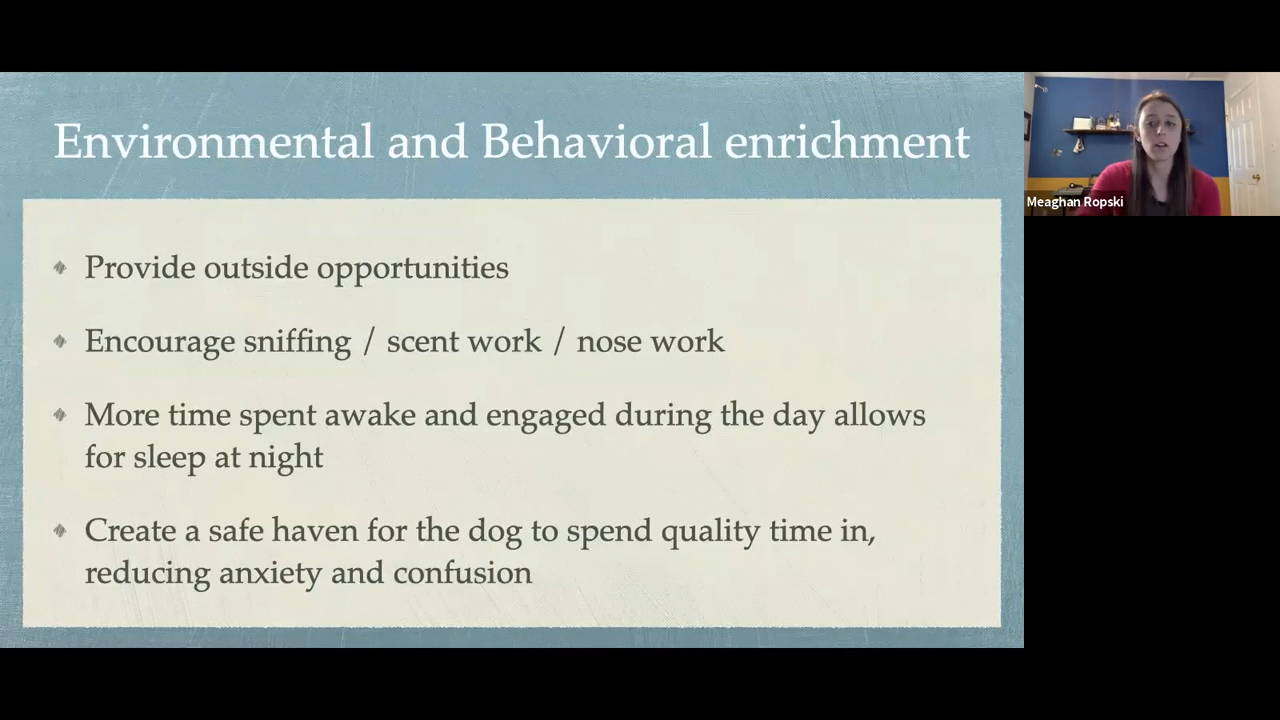 Environmental and Behavioral enrichment
Provide outside opportunities
Encourage sniffing / scent work / nose work
More time spent awake and engaged during the day allows
for sleep at night
Create a safe haven for the dog to spend quality time in,
reducing anxiety and confusion
Meaghan Ropski